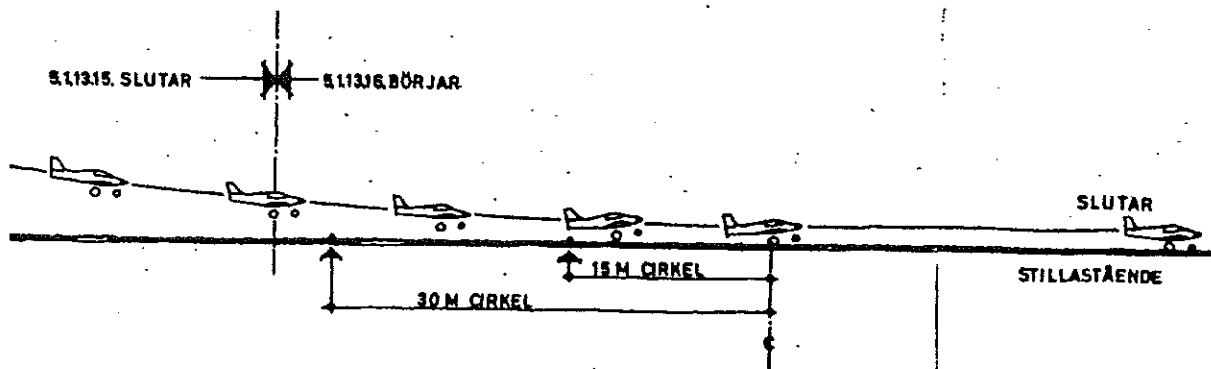 5.1.13.15. SLUTAR
5.1.13.16. BÖRJAR
SLUTAR
15 M CIRKEL
STILLASTÅENDE
30 M CIRKEL